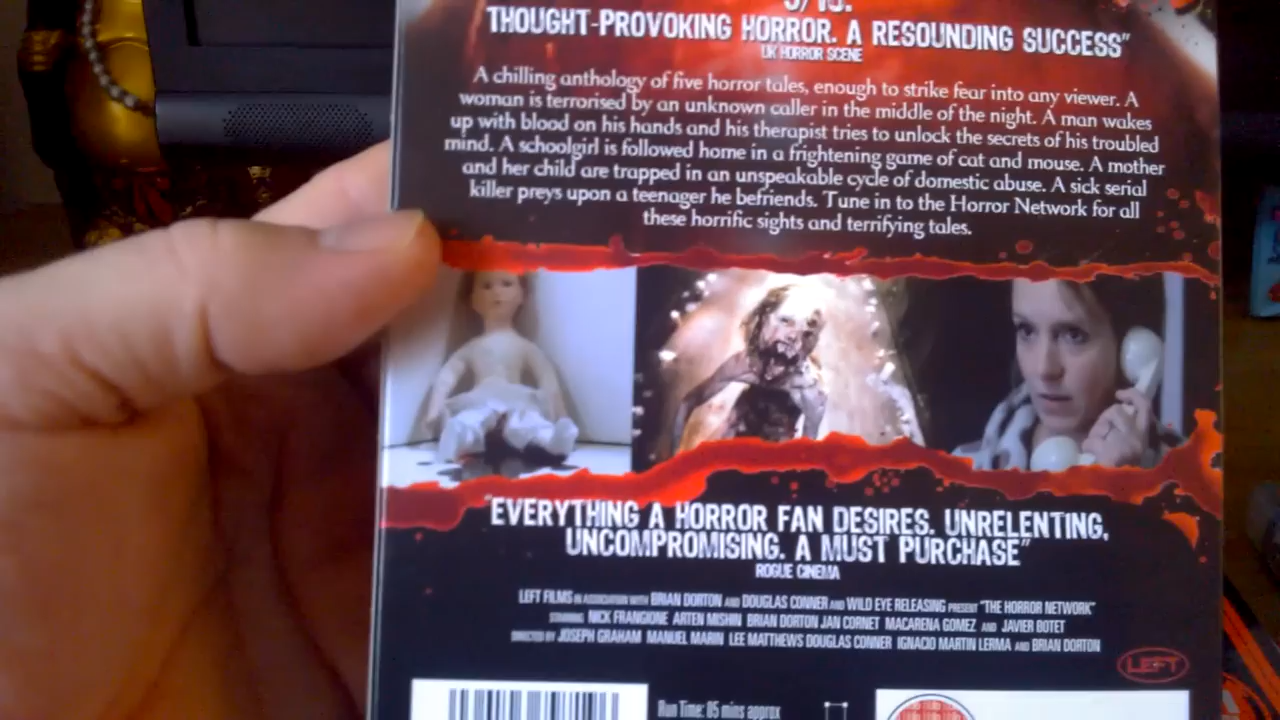 THOUGHT-PROVOKING HORROR. A RESOUNDING SUCCESS"
UK HORROR SCENE
A chilling anthology of five horror tales, enough to strike fear into any viewer. A
woman is terrorised by an unknown caller in the middle of the night. A man wakes
up with blood on his hands and his therapist tries to unlock the secrets of his troubled
mind. A schoolgirl is followed home in a frightening game of cat and mouse. A mother
and her child are trapped in an unspeakable cycle of domestic abuse. A sick serial
killer preys upon a teenager he befriends. Tune in to the Horror Network for all
these horrific sights and terrifying tales.
"EVERYTHING A HORROR FAN DESIRES. UNRELENTING,
UNCOMPROMISING. A MUST PURCHASE"
ROGUE CINEMA
LEFT FILMS IN ASSOCIATION WITH BRIAN DORTON AND DOUGLAS CONNER AND WILD EYE RELEASING PRESENT "THE HORROR NETWORK"
STARRING NICK FRANGIONE ARTEN MISHIN BRIAN DORTON JAN CORNET MACARENA GOMEZ AND JAVIER BOTET
DIRECTED BY JOSEPH GRAHAM MANUEL MARIN LEE MATTHEWS DOUGLAS CONNER IGNACIO MARTIN LERMA AND BRIAN DORTON
LEFT
Run Time: 85 mins approx